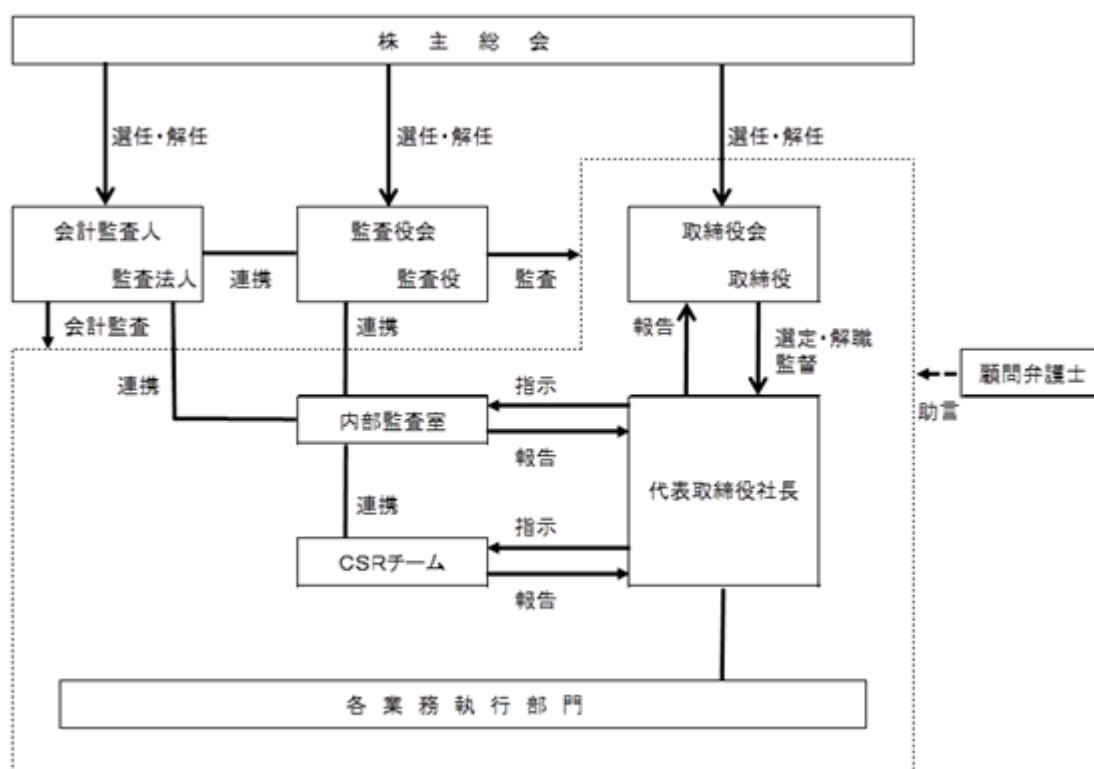 株主総会
選任・解任
選任・解任
選任・解任
会計監査人
監査法人
連携
監査役会
監査役
監査
取締役会
取締役
会計監査
連携
報告
選定・解職
監督
顧問弁護士
助言
連携
指示
内部監査室
報告
代表取締役社長
連携
指示
CSRチーム
報告
各業務執行部門